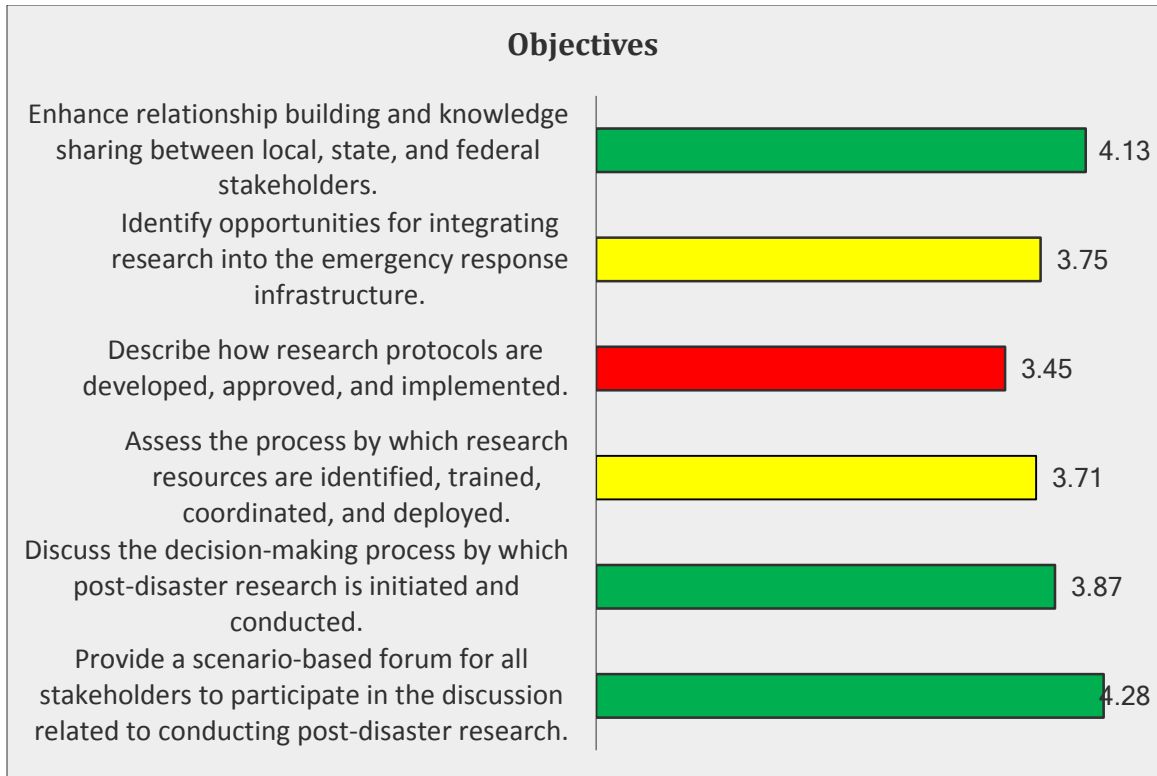 Objectives
Enhance relationship building and knowledge
sharing between local, state, and federal
stakeholders.
4.13
Identify opportunities for integrating
research into the emergency response
infrastructure.
3.75
Describe how research protocols are
developed, approved, and implemented.
3.45
Assess the process by which research
resources are identified, trained,
coordinated, and deployed.
3.71
Discuss the decision-making process by which
post-disaster research is initiated and
conducted.
3.87
Provide a scenario-based forum for all
stakeholders to participate in the discussion
related to conducting post-disaster research.
4.28